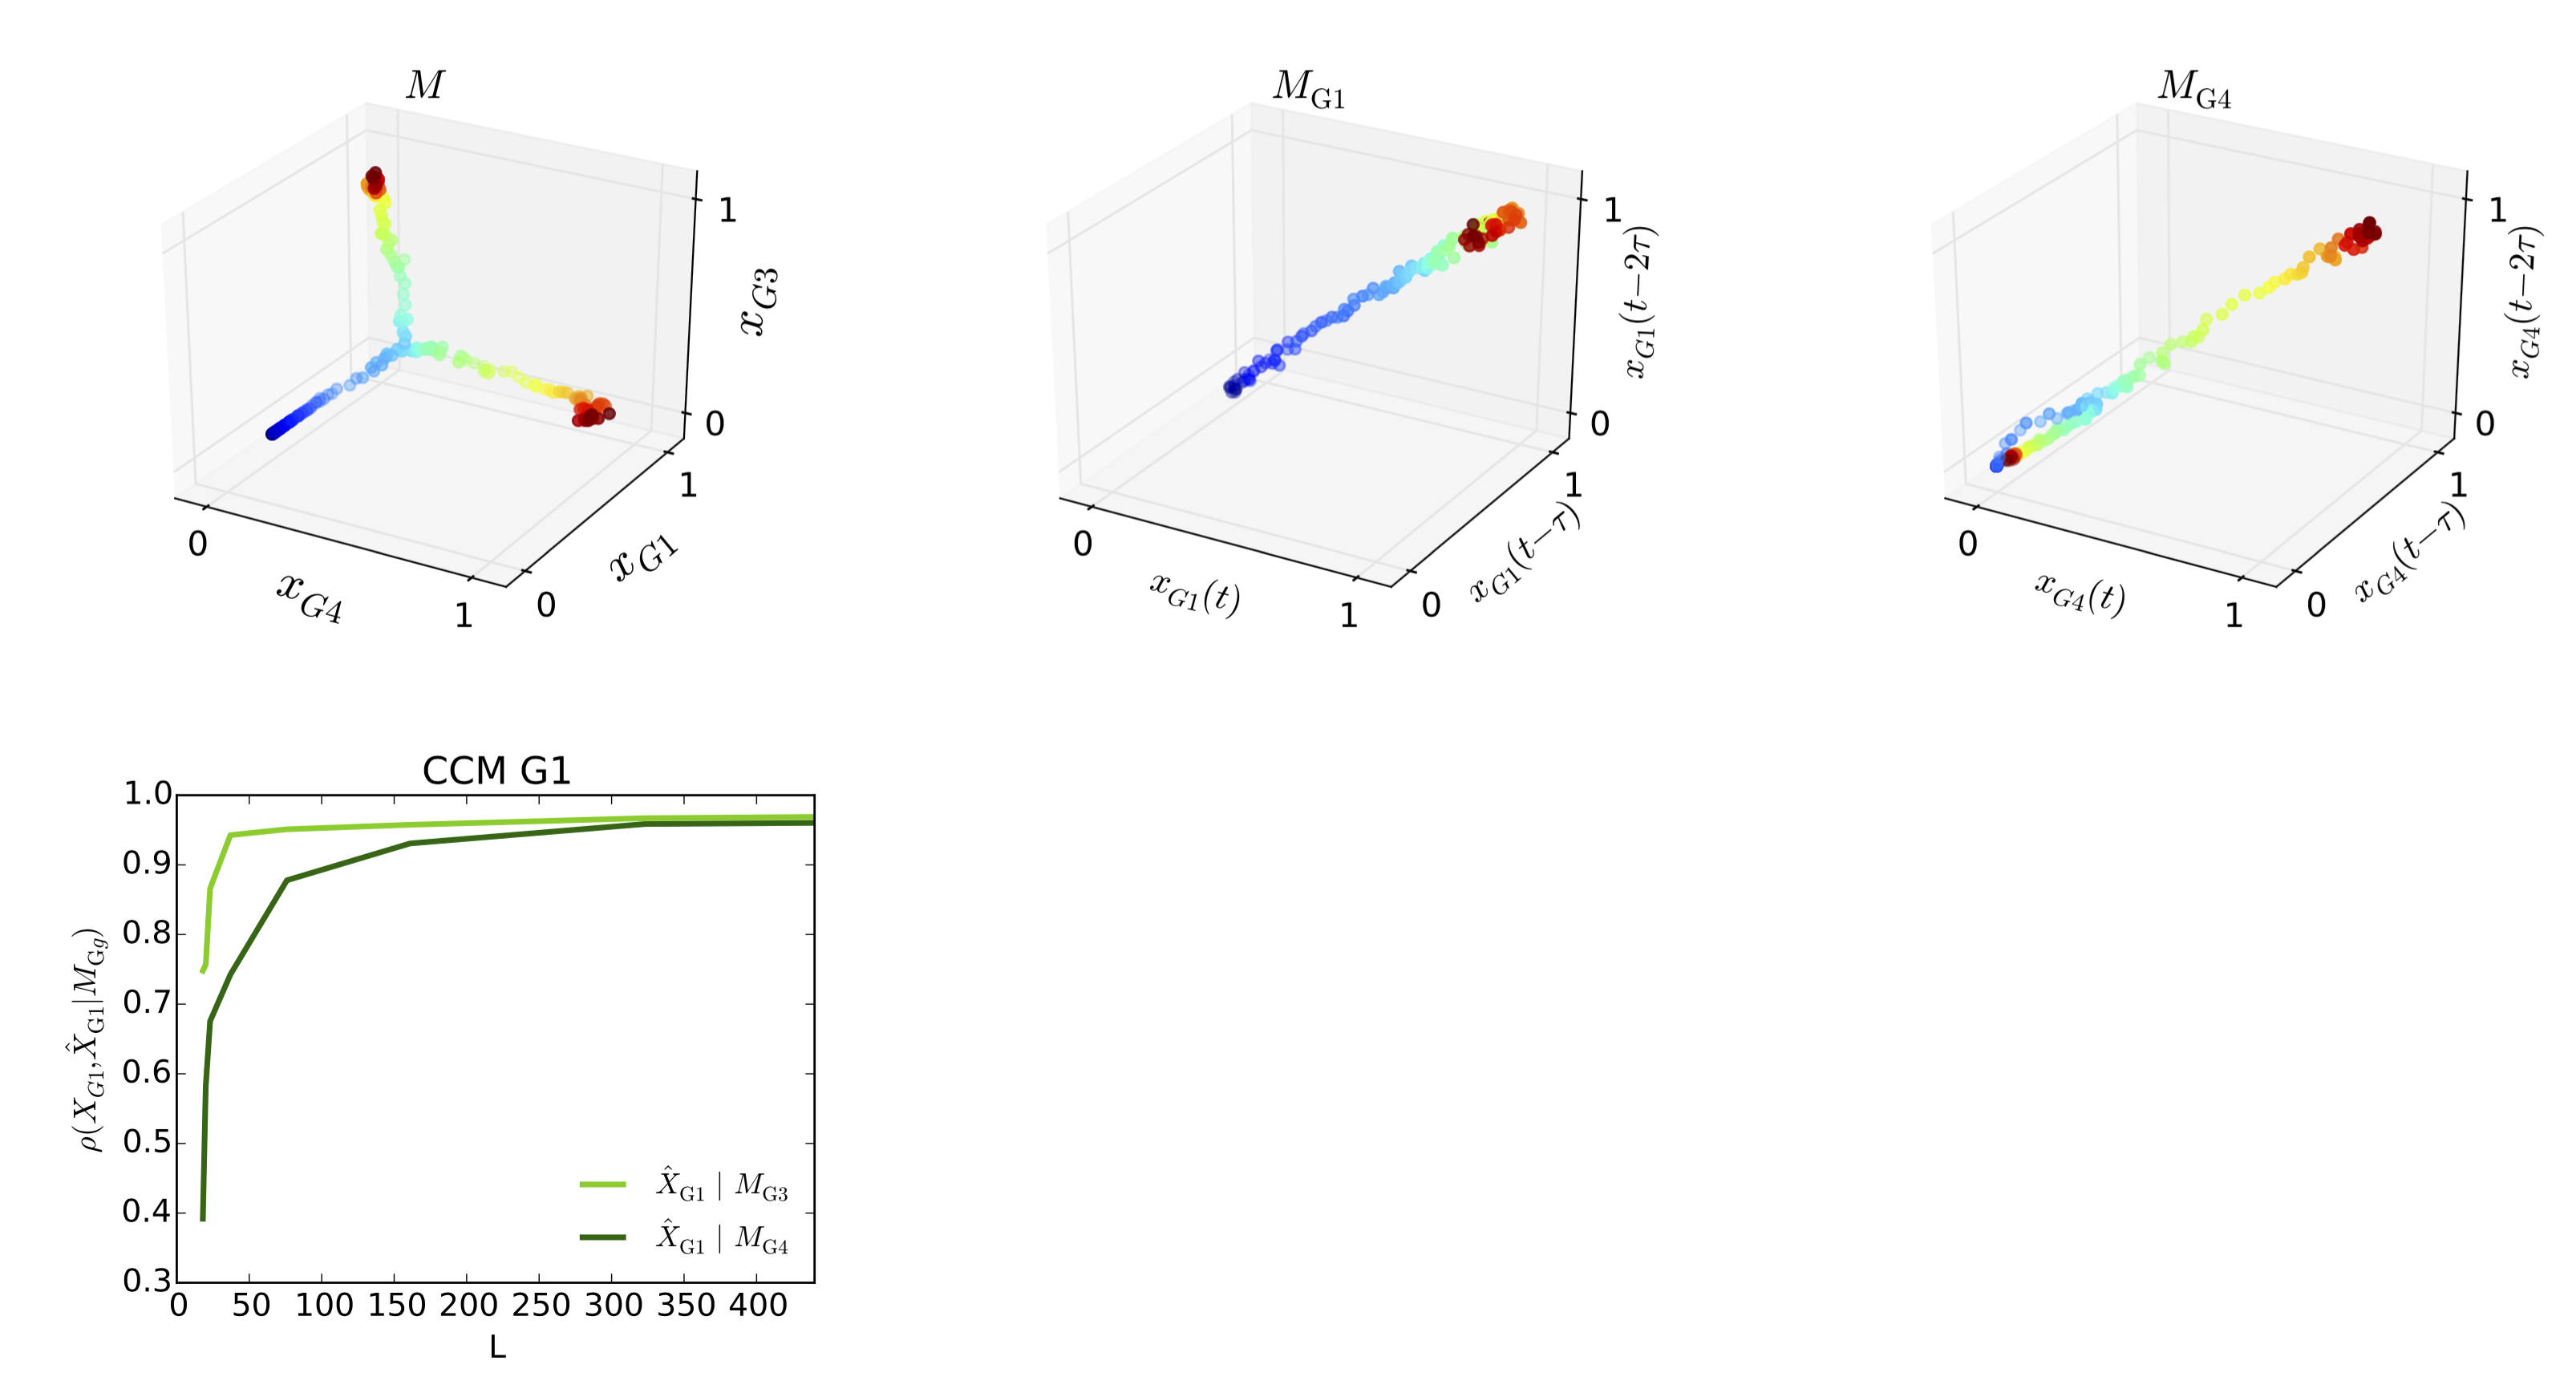 M
1
0
x_{G3}
0
1
x_{G4}
0
1
x_{G1}
M_{G1}
1
0
x_{G1}(t−2τ)
0
1
x_{G1}(t)
0
1
x_{G1}(t−τ)
M_{G4}
1
0
x_{G4}(t−2τ)
0
1
x_{G4}(t)
0
1
x_{G4}(t−τ)
CCM G1
1.0
0.9
0.8
0.7
0.6
0.5
0.4
0.3
ρ(X_{G1},X̂_{G1}|M_{Gg})
X̂_{G1} | M_{G3}
X̂_{G1} | M_{G4}
0 50 100 150 200 250 300 350 400
L